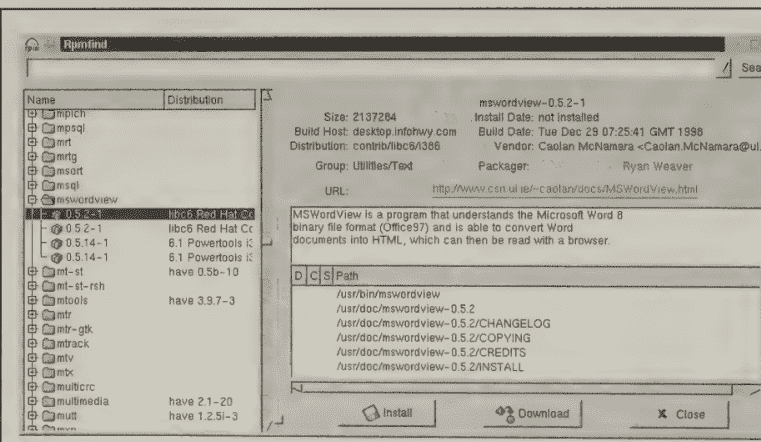 Rpmfind
Sea
Name Distribution
mpich
mpsql
mrt
mrtg
msort
msql
mswordview
0.5.2-1 libc6 Red Hat Co
0.5.2-1 libc6 Red Hat Co
0.5.14-1 6.1 Powertools i3
0.5.14-1 6.1 Powertools i3
mt-st have 0.5b-10
mt-st-rsh
mtools have 3.9.7-3
mtr
mtr-gtk
mtrack
mtv
mtx
multicrc
multimedia have 2.1-20
mutt have 1.2.5i-3
mxp
mswordview-0.5.2-1
Size: 2137264 Install Date: not installed
Build Host: desktop.infohwy.com Build Date: Tue Dec 29 07:25:41 GMT 1998
Distribution: contrib/libc6/i386 Vendor: Caolan McNamara <Caolan.McNamara@ul.
Group: Utilities/Text Packager: Ryan Weaver
URL: http://www.csn.ul.ie/~caolan/docs/MSWordView.html
MSWordView is a program that understands the Microsoft Word 8
binary file format (Office97) and is able to convert Word
documents into HTML, which can then be read with a browser.
D C S Path
/usr/bin/mswordview
/usr/doc/mswordview-0.5.2
/usr/doc/mswordview-0.5.2/CHANGELOG
/usr/doc/mswordview-0.5.2/COPYING
/usr/doc/mswordview-0.5.2/CREDITS
/usr/doc/mswordview-0.5.2/INSTALL
Install Download Close